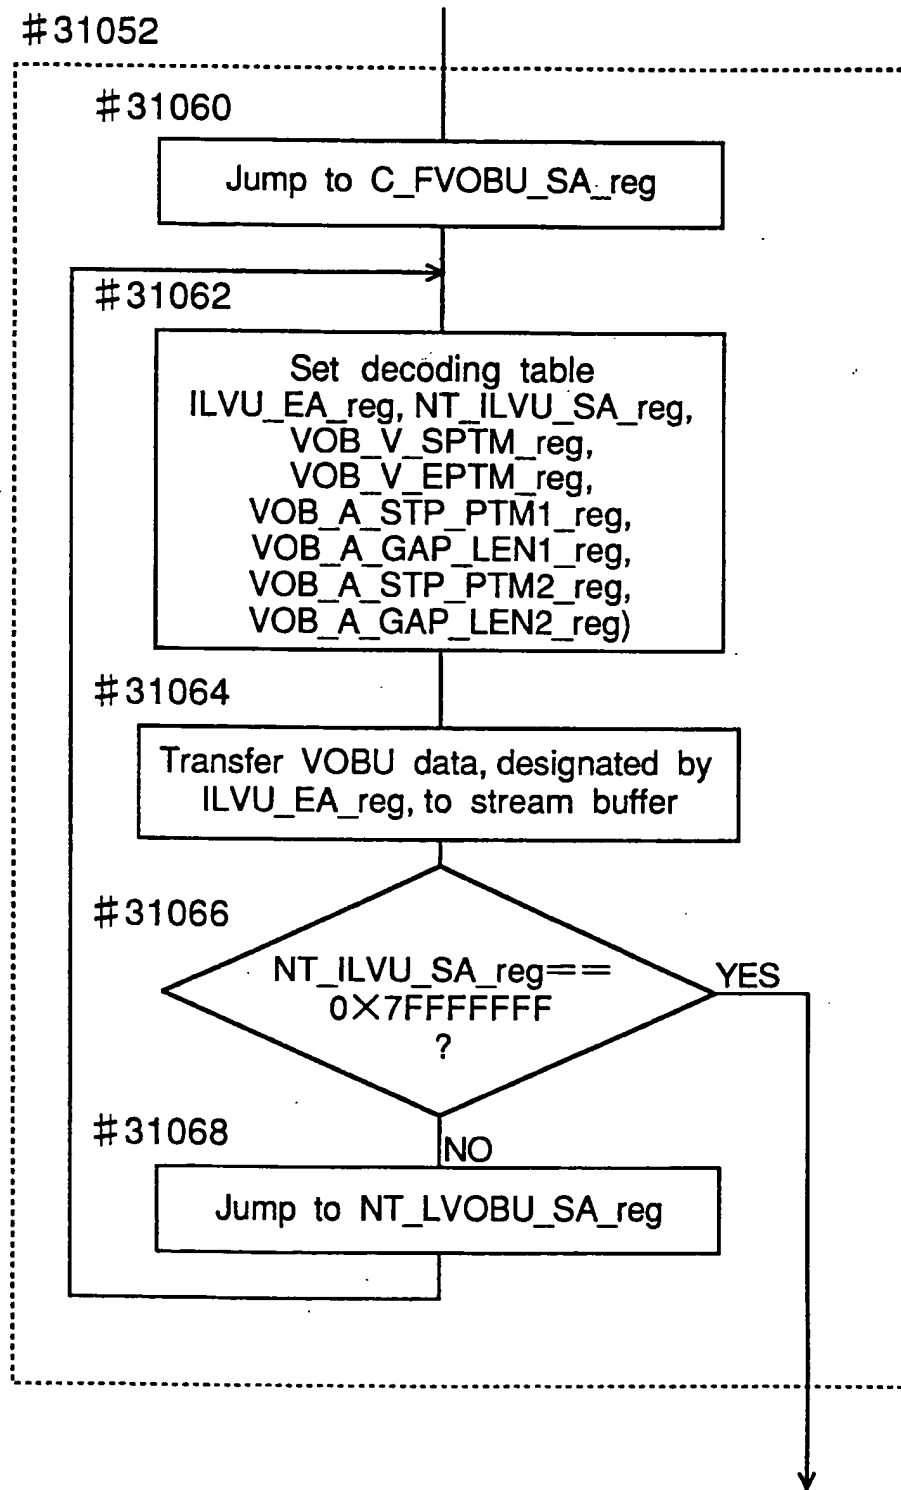 #31052
#31060
Jump to C_FVOBU_SA_reg
#31062
Set decoding table
ILVU_EA_reg, NT_ILVU_SA_reg,
VOB_V_SPTM_reg,
VOB_V_EPTM_reg,
VOB_A_STP_PTM1_reg,
VOB_A_GAP_LEN1_reg,
VOB_A_STP_PTM2_reg,
VOB_A_GAP_LEN2_reg)
#31064
Transfer VOBU data, designated by
ILVU_EA_reg, to stream buffer
#31066
NT_ILVU_SA_reg==
0X7FFFFFFF
?
YES
#31068
NO
Jump to NT_LVOBU_SA_reg